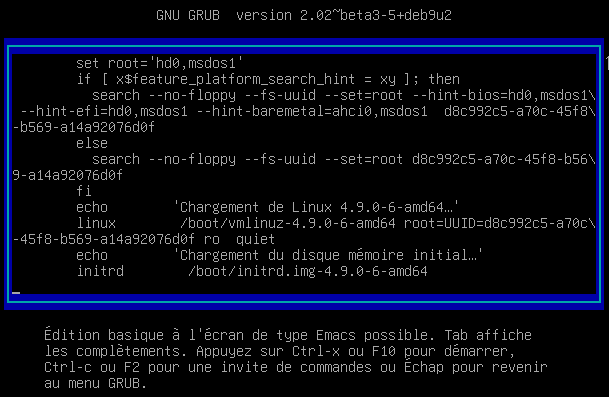 GNU GRUB  version 2.02~beta3-5+deb9u2
set root='hd0,msdos1'
if [ x$feature_platform_search_hint = xy ]; then
search --no-floppy --fs-uuid --set=root --hint-bios=hd0,msdos1\
--hint-efi=hd0,msdos1 --hint-baremetal=ahci0,msdos1  d8c992c5-a70c-45f8\
-b569-a14a92076d0f
else
search --no-floppy --fs-uuid --set=root d8c992c5-a70c-45f8-b56\
9-a14a92076d0f
fi
echo        'Chargement de Linux 4.9.0-6-amd64…'
linux        /boot/vmlinuz-4.9.0-6-amd64 root=UUID=d8c992c5-a70c\
-45f8-b569-a14a92076d0f ro  quiet
echo        'Chargement du disque mémoire initial…'
initrd        /boot/initrd.img-4.9.0-6-amd64
Édition basique à l'écran de type Emacs possible. Tab affiche
les complètements. Appuyez sur Ctrl-x ou F10 pour démarrer,
Ctrl-c ou F2 pour une invite de commandes ou Échap pour revenir
au menu GRUB.